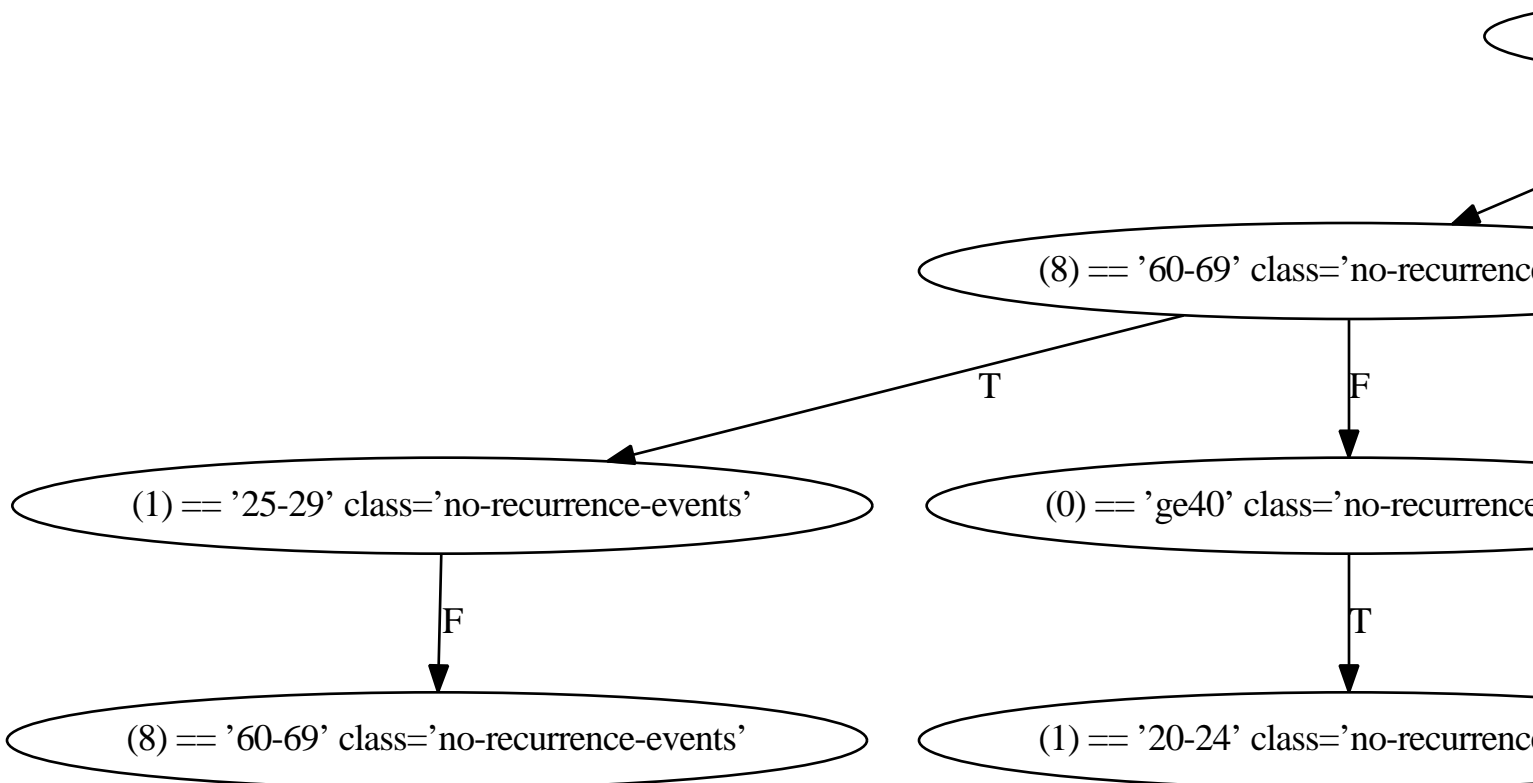 (8) == ’60-69’ class=’no-recurrence
T
F
(1) == ’25-29’ class=’no-recurrence-events’
(0) == ’ge40’ class=’no-recurrence
F
T
(8) == ’60-69’ class=’no-recurrence-events’
(1) == ’20-24’ class=’no-recurrence